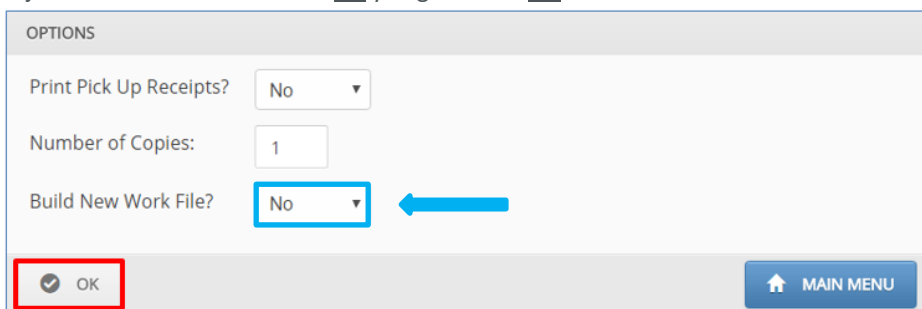 OPTIONS
Print Pick Up Receipts? No
Number of Copies: 1
Build New Work File? No
OK MAIN MENU